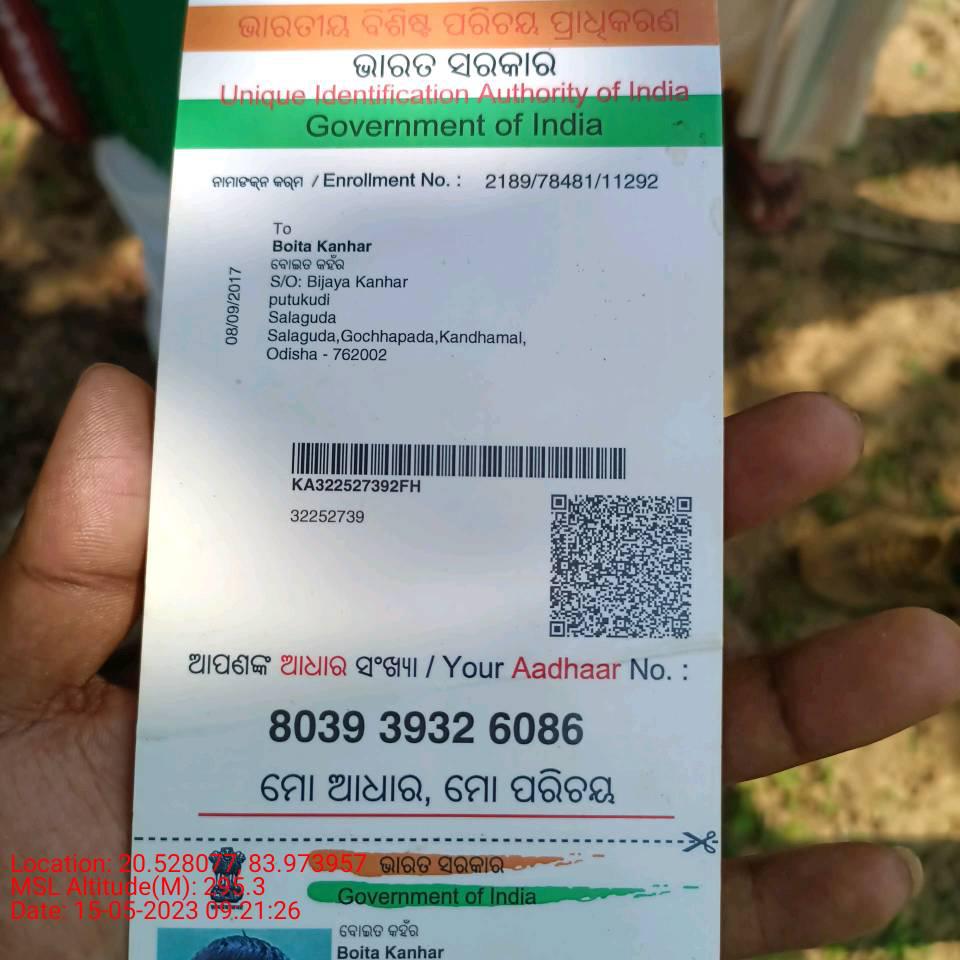 ଭାରତୀୟ ବିଶିଷ୍ଟ ପରିଚୟ ପ୍ରାଧିକରଣ
ଭାରତ ସରକାର
Unique Identification Authority of India
Government of India
ନାମାଙ୍କନ କ୍ରମ / Enrollment No. : 2189/78481/11292
To
Boita Kanhar
ବୋଇତ କହଁର
S/O: Bijaya Kanhar
putukudi
Salaguda
Salaguda,Gochhapada,Kandhamal,
Odisha - 762002
08/09/2017
KA322527392FH
32252739
ଆପଣଙ୍କ ଆଧାର ସଂଖ୍ୟା / Your Aadhaar No. :
8039 3932 6086
ମୋ ଆଧାର, ମୋ ପରିଚୟ
ଭାରତ ସରକାର
Government of India
ବୋଇତ କହଁର
Boita Kanhar
Location: 20.528077, 83.973957
MSL Altitude(M): 295.3
Date: 15-05-2023 09:21:26